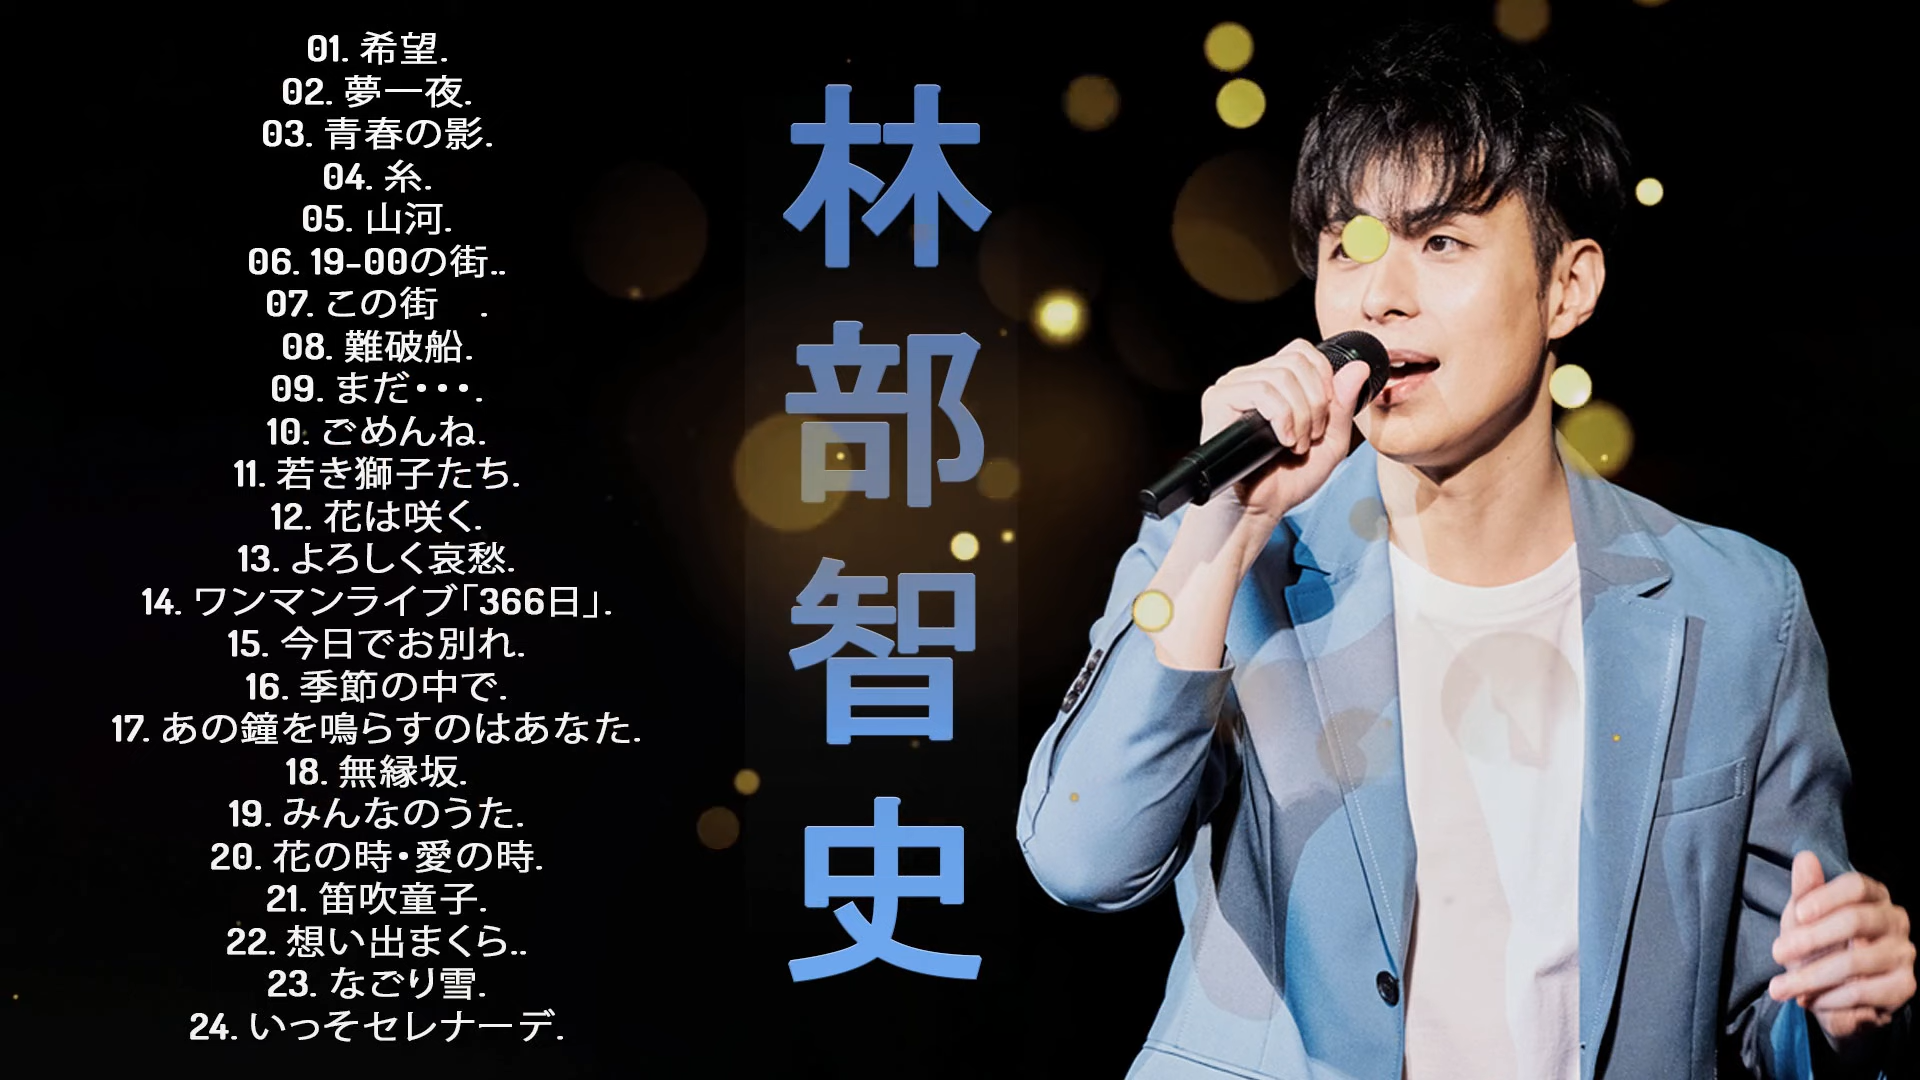 01. 希望.
02. 夢一夜.
03. 青春の影.
04. 糸.
05. 山河.
06. 19-00の街..
07. この街　.
08. 難破船.
09. まだ・・・.
10. ごめんね.
11. 若き獅子たち.
12. 花は咲く.
13. よろしく哀愁.
14. ワンマンライブ「366日」.
15. 今日でお別れ.
16. 季節の中で.
17. あの鐘を鳴らすのはあなた.
18. 無縁坂.
19. みんなのうた.
20. 花の時・愛の時.
21. 笛吹童子.
22. 想い出まくら..
23. なごり雪.
24. いっそセレナーデ.
林部智史